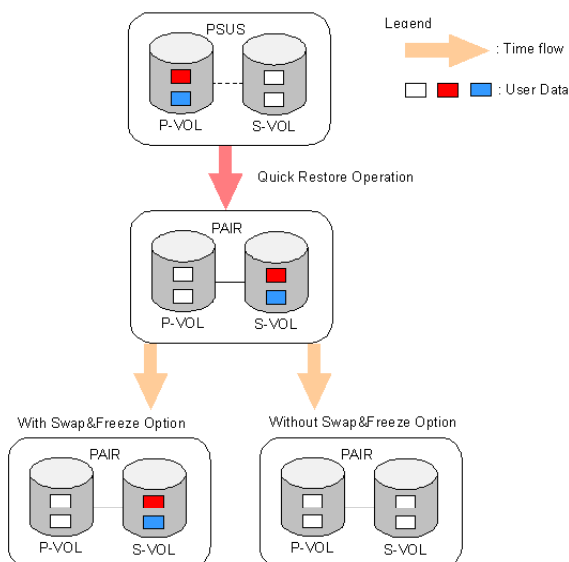 PSUS
P-VOL
S-VOL
Legend
: Time flow
: User Data
Quick Restore Operation
PAIR
P-VOL
S-VOL
With Swap&Freeze Option
PAIR
P-VOL
S-VOL
Without Swap&Freeze Option
PAIR
P-VOL
S-VOL